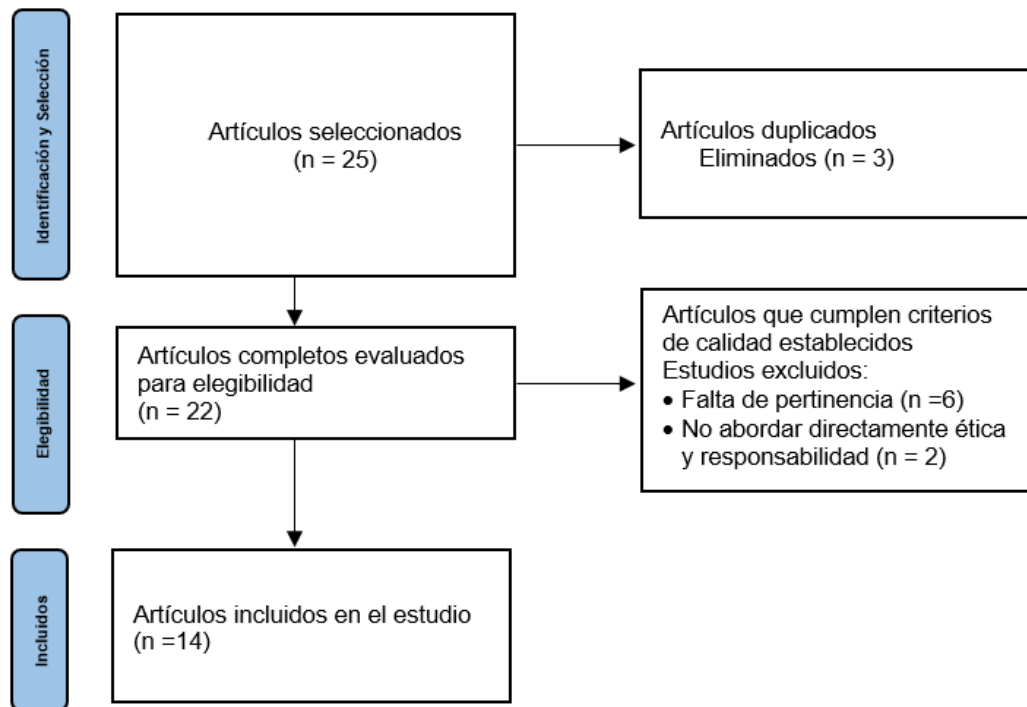 Identificación y Selección
Artículos seleccionados
(n = 25)
Artículos duplicados
Eliminados (n = 3)
Elegibilidad
Artículos completos evaluados
para elegibilidad
(n = 22)
Artículos que cumplen criterios
de calidad establecidos
Estudios excluidos:
• Falta de pertinencia (n =6)
• No abordar directamente ética
y responsabilidad (n = 2)
Incluidos
Artículos incluidos en el estudio
(n =14)